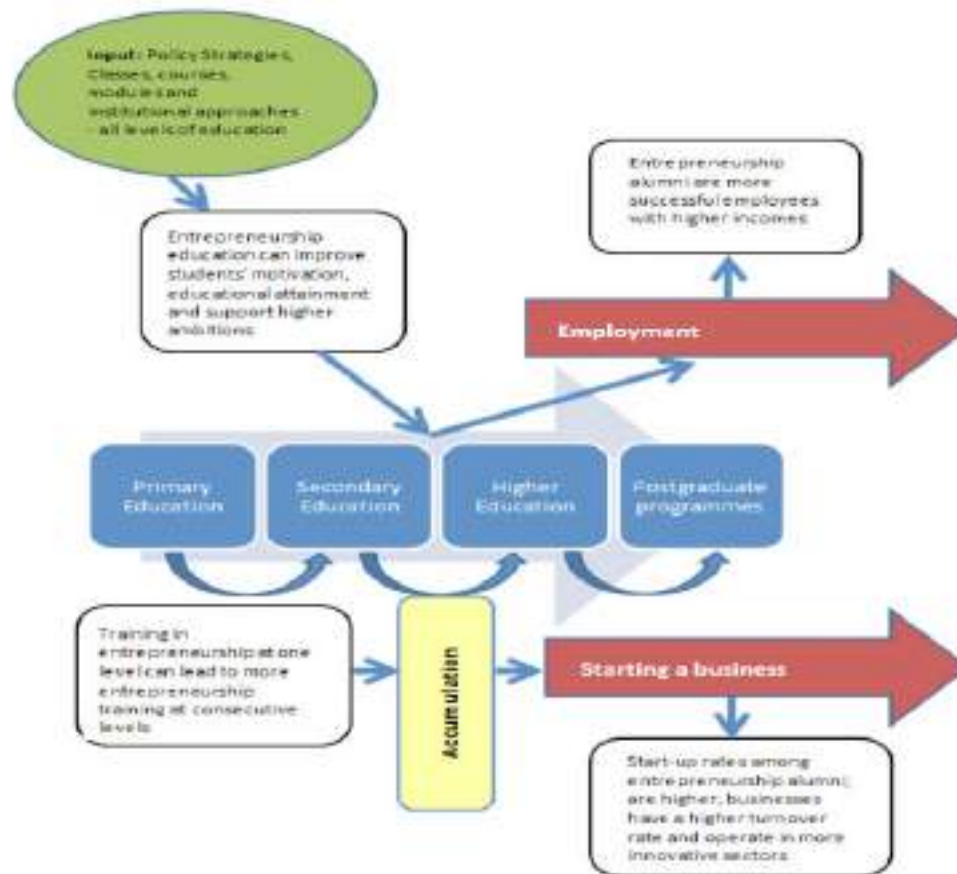 Input: Policy Strategies,
Classes, courses,
modules and
institutional approaches
- all levels of education
Entrepreneurship
alumni are more
successful employees
with higher incomes
Entrepreneurship
education can improve
students' motivation,
educational attainment
and support higher
ambitions
Employment
Primary
Education
Secondary
Education
Higher
Education
Postgraduate
programmes
Training in
entrepreneurship at one
level can lead to more
entrepreneurship
training at consecutive
levels
Accumulation
Starting a business
Start-up rates among
entrepreneurship alumni;
are higher, businesses
have a higher turnover
rate and operate in more
innovative sectors